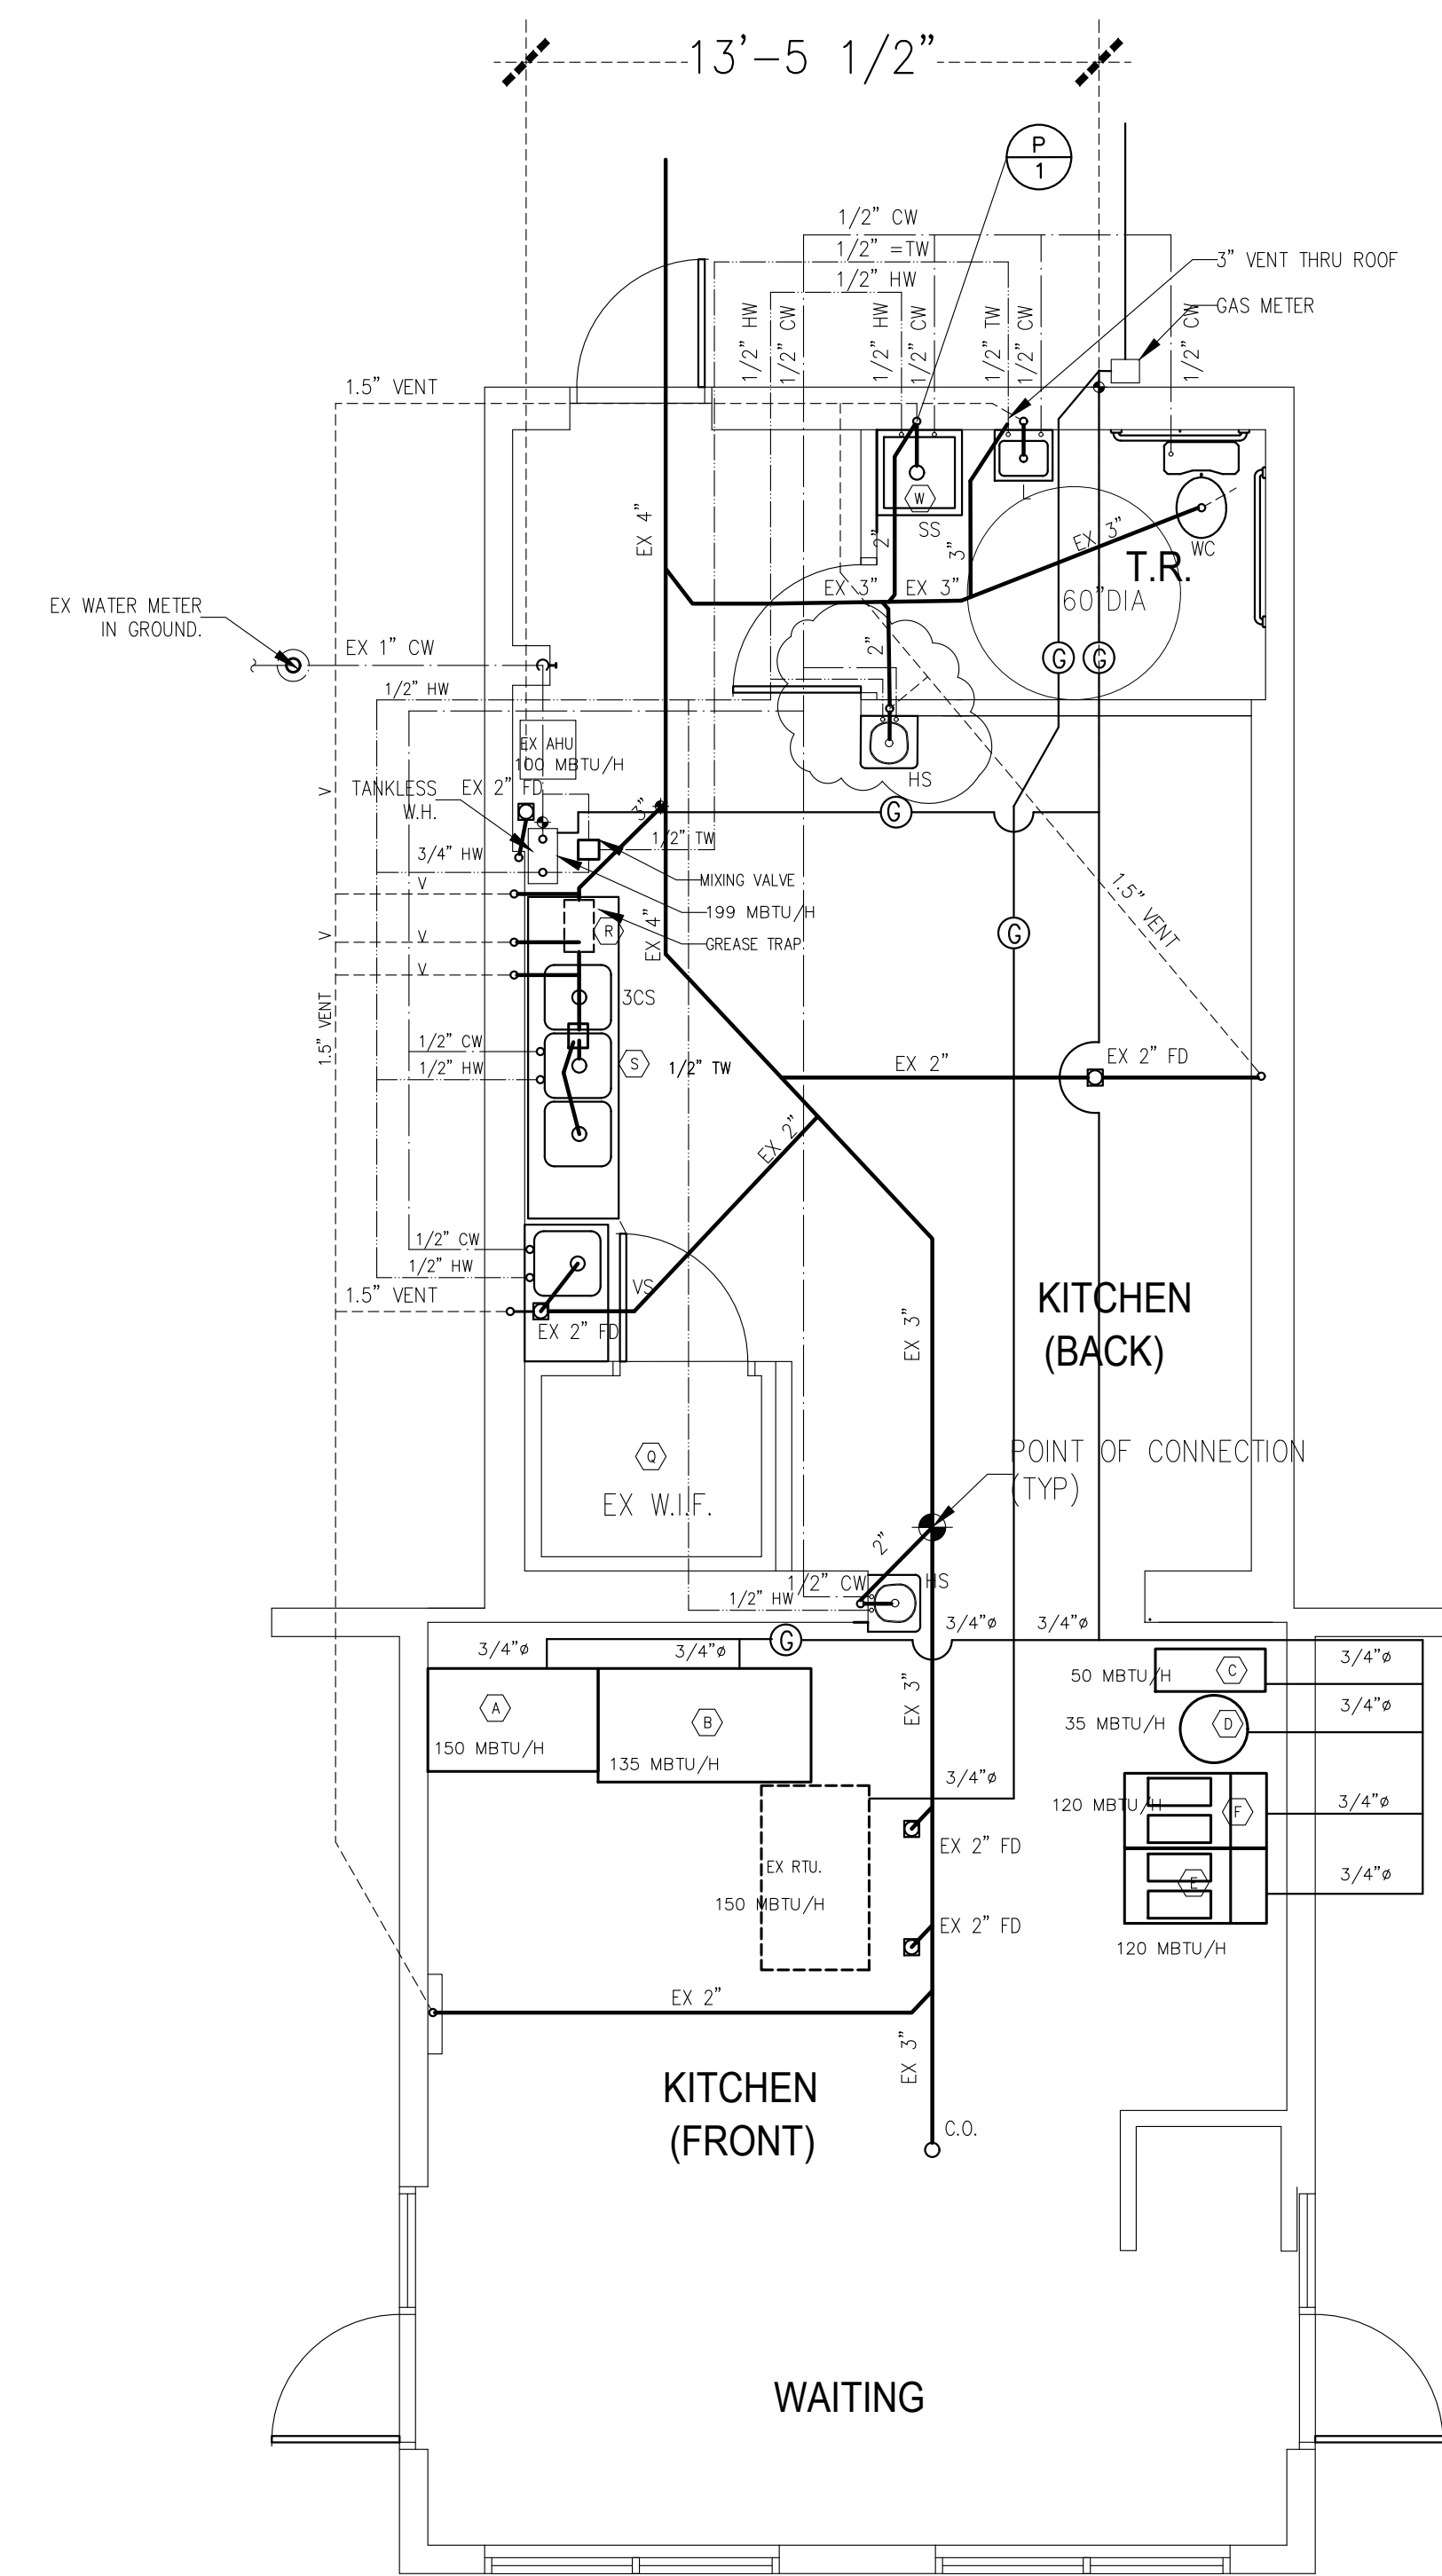 13'-5 1/2"
P
1
1/2" CW
1/2" =TW
1/2" HW
3" VENT THRU ROOF
GAS METER
1/2" HW
1/2" CW
1/2" HW
1/2" CW
1/2" TW
1/2" CW
1/2" CW
1.5" VENT
EX 4"
W
SS
2"
3"
L
EX 3"
WC
T.R.
60"DIA
EX 3"
EX 3"
EX WATER METER
IN GROUND.
EX 1" CW
2"
G
G
1/2" HW
EX AHU
100 MBTU/H
HS
TANKLESS
W.H.
EX 2" FD
V
3"
G
1/2" TW
3/4" HW
MIXING VALVE
V
199 MBTU/H
1.5" VENT
R
EX 4"
GREASE TRAP
G
V
V
V
3CS
1.5" VENT
1/2" CW
1/2" HW
S
1/2" TW
EX 2"
EX 2" FD
EX 2"
1/2" CW
1/2" HW
VS
1.5" VENT
EX 2" FD
EX 3"
KITCHEN
(BACK)
POINT OF CONNECTION
(TYP)
Q
EX W.I.F.
2"
1/2" CW
HS
1/2" HW
3/4"ø
3/4"ø
3/4"ø
3/4"ø
G
3/4"ø
50 MBTU/H
C
3/4"ø
A
B
EX 3"
35 MBTU/H
D
150 MBTU/H
135 MBTU/H
3/4"ø
120 MBTU/H
F
3/4"ø
EX 2" FD
EX RTU.
150 MBTU/H
E
3/4"ø
EX 2" FD
120 MBTU/H
EX 2"
EX 3"
KITCHEN
(FRONT)
C.O.
WAITING